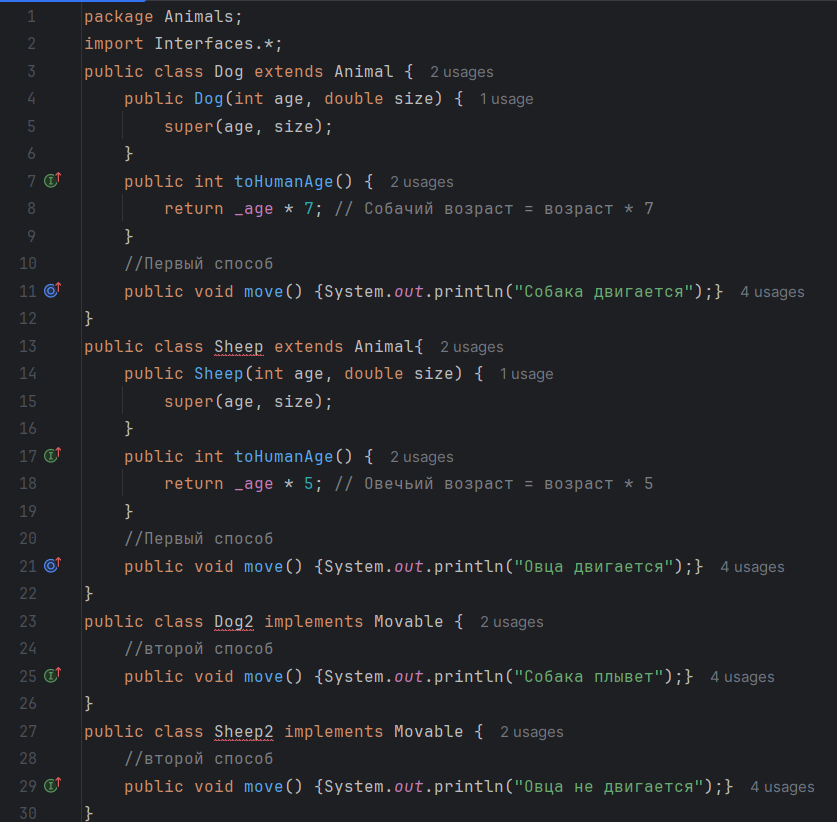 1 package Animals;
2 import Interfaces.*;
3 public class Dog extends Animal { 2 usages
4 public Dog(int age, double size) { 1 usage
5 super(age, size);
6 }
7 public int toHumanAge() { 2 usages
8 return _age * 7; // Собачий возраст = возраст * 7
9 }
10 //Первый способ
11 public void move() {System.out.println("Собака двигается");} 4 usages
12 }
13 public class Sheep extends Animal{ 2 usages
14 public Sheep(int age, double size) { 1 usage
15 super(age, size);
16 }
17 public int toHumanAge() { 2 usages
18 return _age * 5; // Овечьий возраст = возраст * 5
19 }
20 //Первый способ
21 public void move() {System.out.println("Овца двигается");} 4 usages
22 }
23 public class Dog2 implements Movable { 2 usages
24 //второй способ
25 public void move() {System.out.println("Собака плывет");} 4 usages
26 }
27 public class Sheep2 implements Movable { 2 usages
28 //второй способ
29 public void move() {System.out.println("Овца не двигается");} 4 usages
30 }